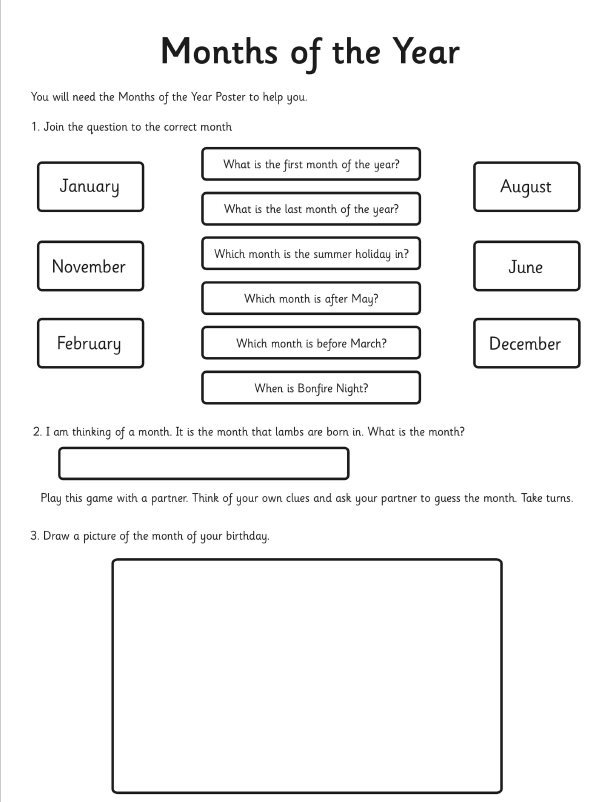 Months of the Year
You will need the Months of the Year Poster to help you.
1. Join the question to the correct month
January
November
February
What is the first month of the year?
What is the last month of the year?
Which month is the summer holiday in?
Which month is after May?
Which month is before March?
When is Bonfire Night?
August
June
December
2. I am thinking of a month. It is the month that lambs are born in. What is the month?
Play this game with a partner. Think of your own clues and ask your partner to guess the month. Take turns.
3. Draw a picture of the month of your birthday.